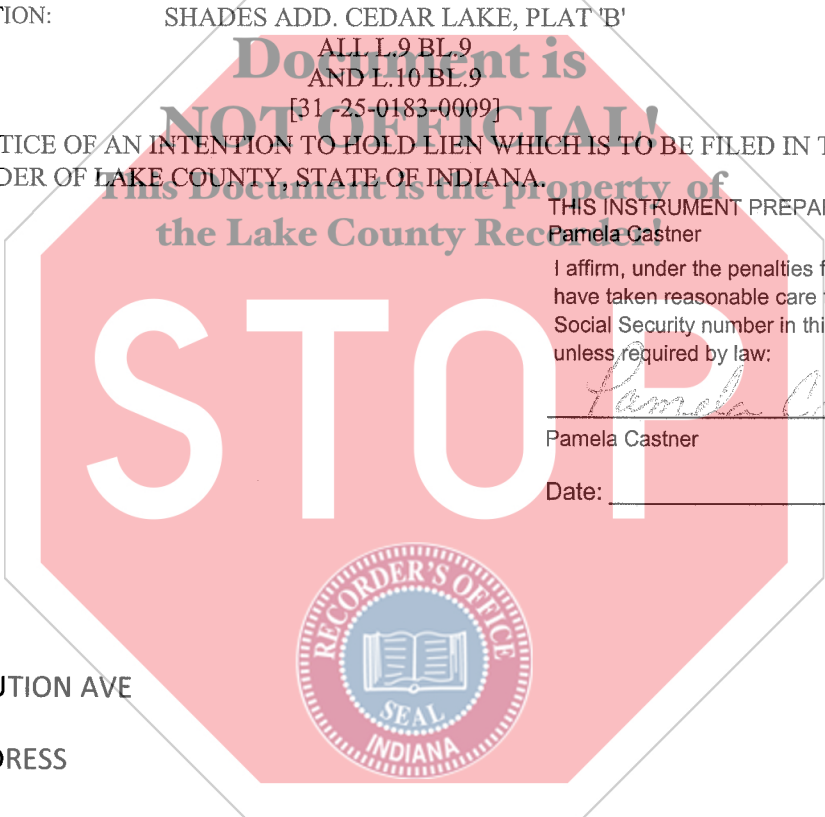 TION: SHADES ADD. CEDAR LAKE, PLAT 'B'
ALL L.9 BL.9
AND L.10 BL.9
[31 -25-0183-0009]
TICE OF AN INTENTION TO HOLD LIEN WHICH IS TO BE FILED IN T
DER OF LAKE COUNTY, STATE OF INDIANA.
Document is
NOT OFFICIAL!
This Document is the property of
the Lake County Recorder!
THIS INSTRUMENT PREPAR
Pamela Castner
I affirm, under the penalties f
have taken reasonable care
Social Security number in thi
unless required by law:
Pamela C
Pamela Castner
Date:
STOP
RECORDER'S OFFICE
SEAL
INDIANA
UTION AVE
DRESS